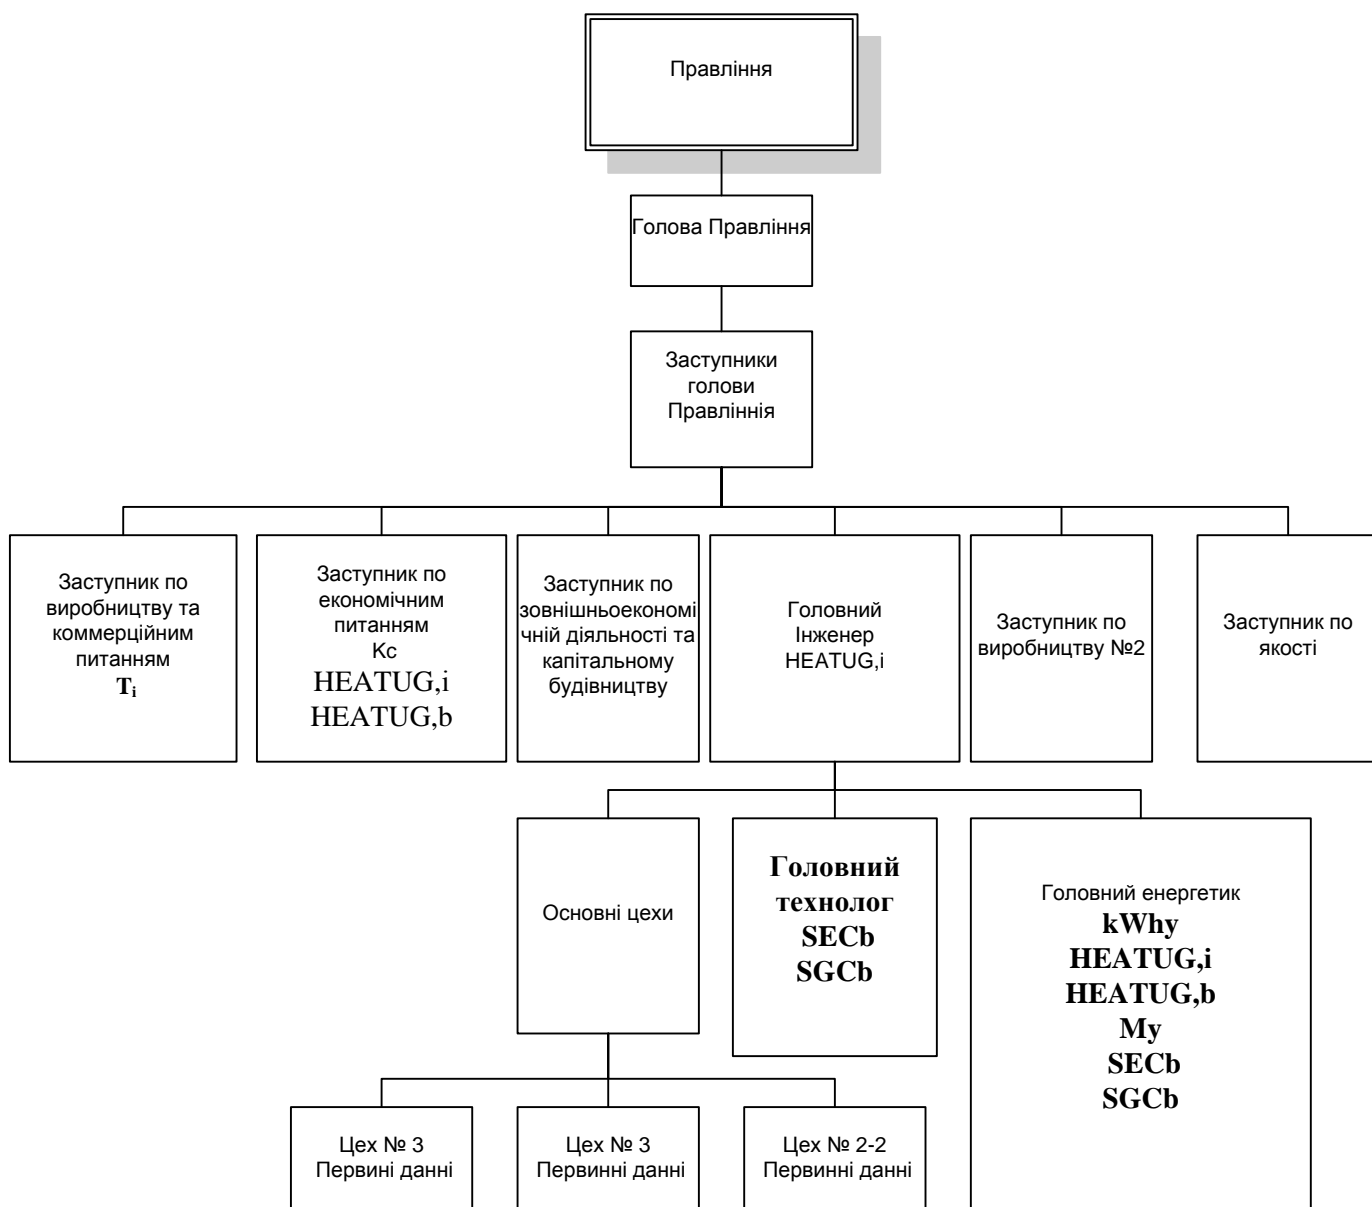 Правління
Голова Правління
Заступники
голови
Правліннія
Заступник по
виробництву та
коммерційним
питанням
Ti
Заступник по
економічним
питанням
Кс
HEATUG,i
HEATUG,b
Заступник по
зовнішньоекономі
чній діяльності та
капітальному
будівництву
Головний
Інженер
HEATUG,i
Заступник по
виробництву №2
Заступник по
якості
Основні цехи
Головний
технолог
SECb
SGCb
Головний енергетик
kWhy
HEATUG,i
HEATUG,b
My
SECb
SGCb
Цех № 3
Первині данні
Цех № 3
Первинні данні
Цех № 2-2
Первинні данні